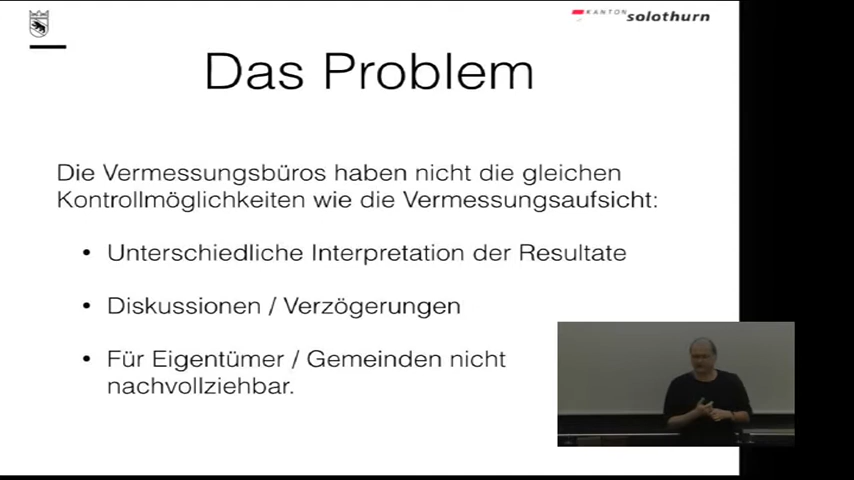 KANTON solothurn
Das Problem
Die Vermessungsbüros haben nicht die gleichen
Kontrollmöglichkeiten wie die Vermessungsaufsicht:
• Unterschiedliche Interpretation der Resultate
• Diskussionen / Verzögerungen
• Für Eigentümer / Gemeinden nicht
nachvollziehbar.